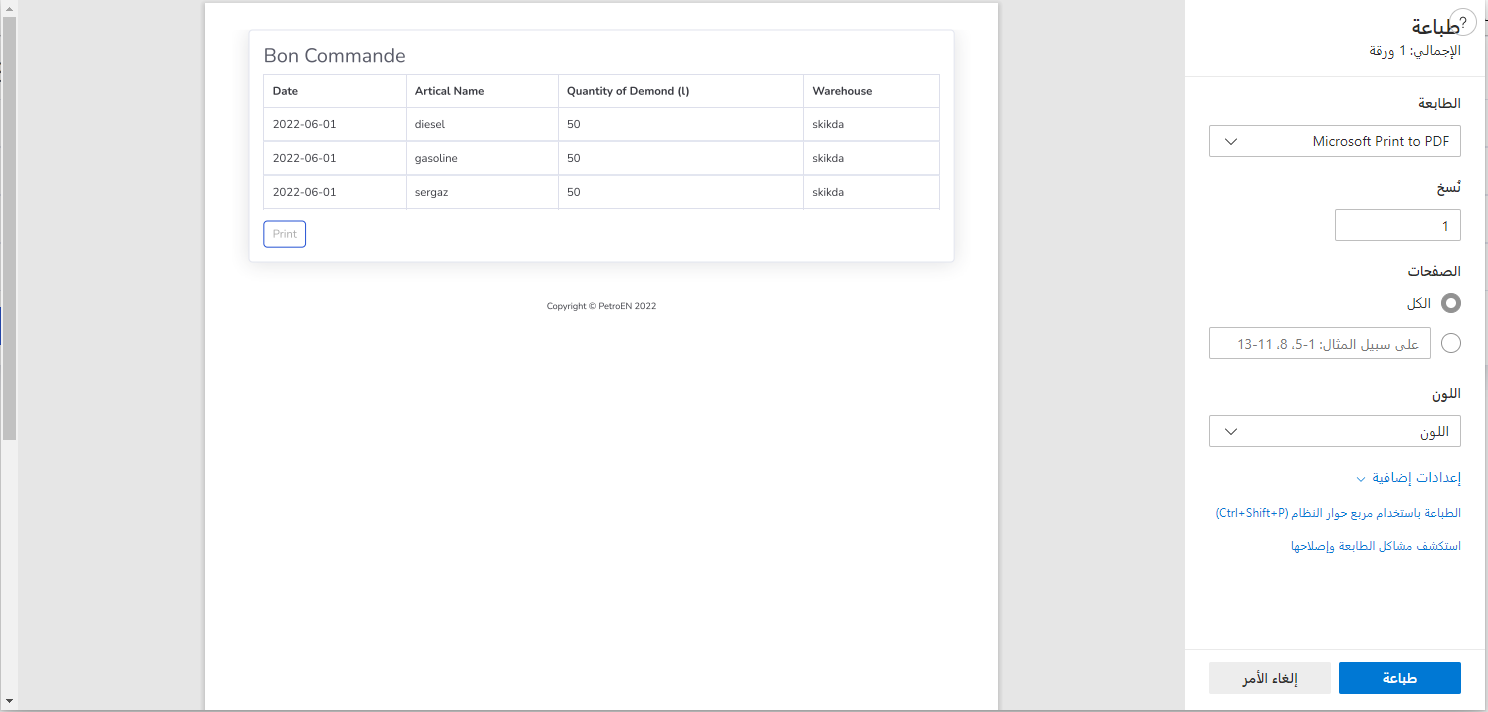 Bon Commande
Date Artical Name Quantity of Demond (l) Warehouse
2022-06-01 diesel 50 skikda
2022-06-01 gasoline 50 skikda
2022-06-01 sergaz 50 skikda
Print
Copyright © PetroEN 2022
?
طباعة
الإجمالي: 1 ورقة
الطابعة
Microsoft Print to PDF
نُسخ
1
الصفحات
الكل
على سبيل المثال: 1-5، 8، 11-13
اللون
اللون
إعدادات إضافية
الطباعة باستخدام مربع حوار النظام (Ctrl+Shift+P)
استكشف مشاكل الطابعة وإصلاحها
طباعة
إلغاء الأمر